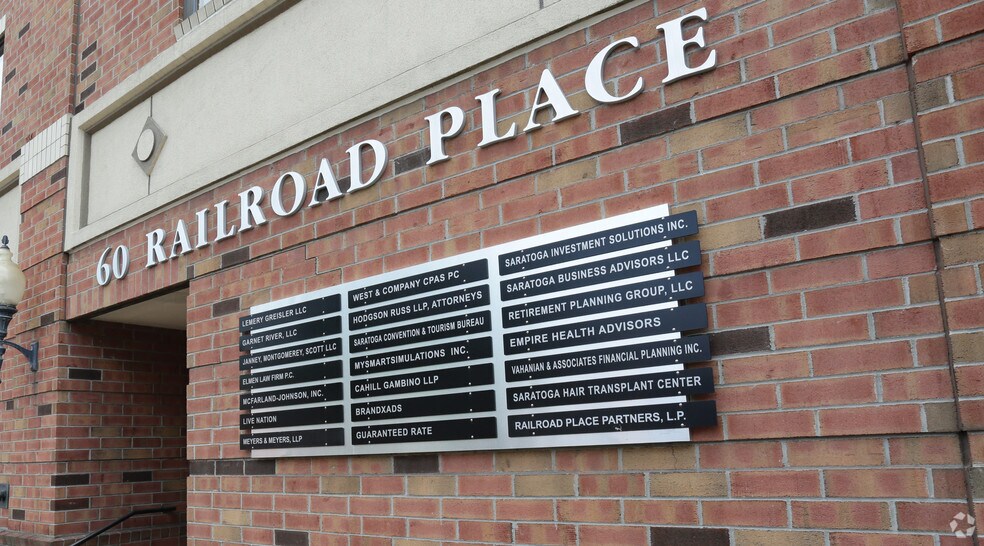 60 RAILROAD PLACE
LEMERY GREISLER LLC
GARNET RIVER, LLC
JANNEY, MONTGOMEREY, SCOTT LLC
ELMEN LAW FIRM P.C.
MCFARLAND-JOHNSON, INC.
LIVE NATION
MEYERS & MEYERS, LLP
WEST & COMPANY CPAS PC
HODGSON RUSS LLP, ATTORNEYS
SARATOGA CONVENTION & TOURISM BUREAU
MYSMARTSIMULATIONS INC.
CAHILL GAMBINO LLP
BRANDXADS
GUARANTEED RATE
SARATOGA INVESTMENT SOLUTIONS INC.
SARATOGA BUSINESS ADVISORS LLC
RETIREMENT PLANNING GROUP, LLC
EMPIRE HEALTH ADVISORS
VAHANIAN & ASSOCIATES FINANCIAL PLANNING INC.
SARATOGA HAIR TRANSPLANT CENTER
RAILROAD PLACE PARTNERS, L.P.